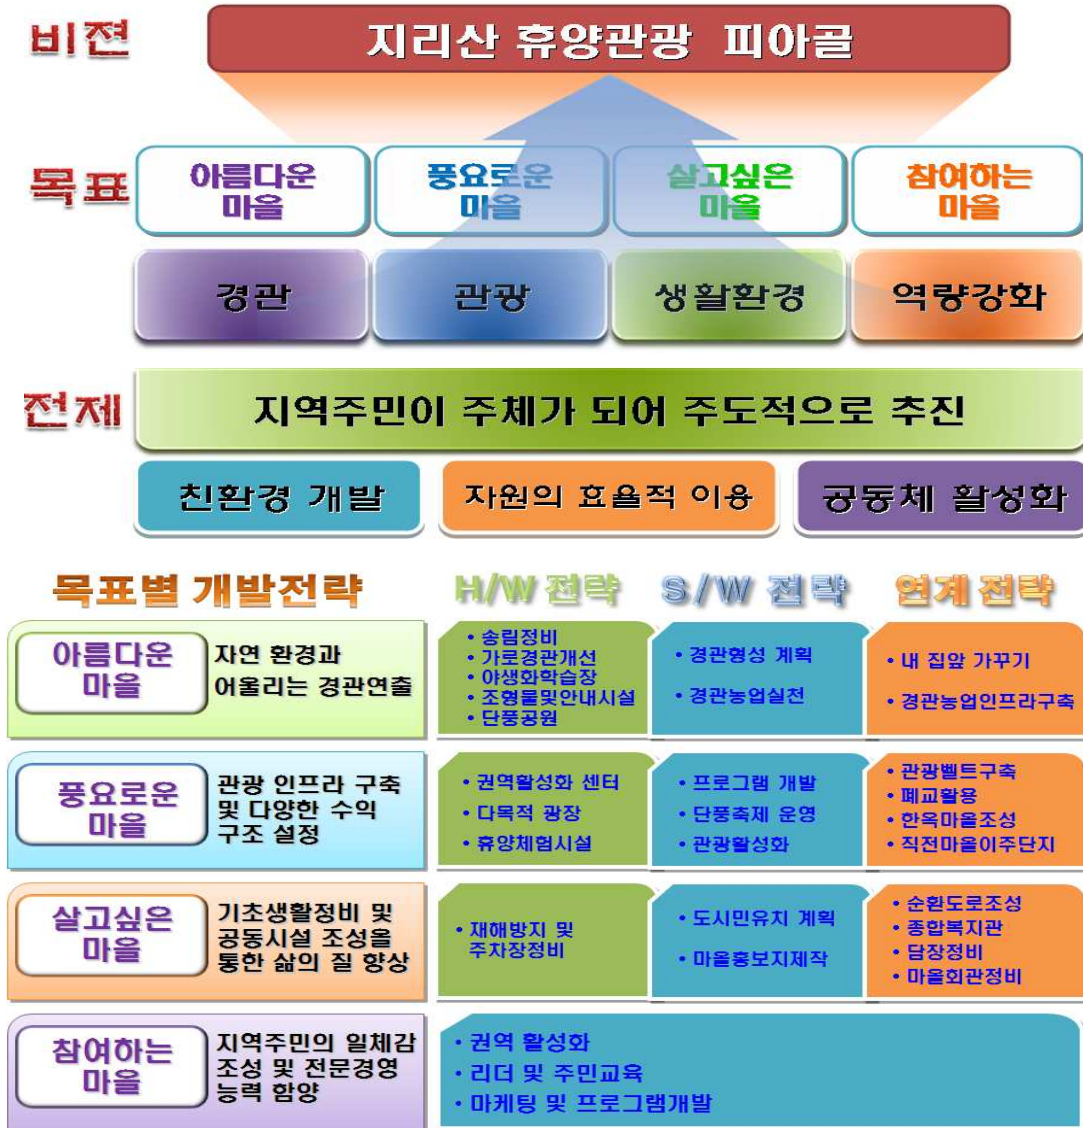 비전
지리산 휴양관광 피아골
목표
아름다운
마을
풍요로운
마을
살고싶은
마을
참여하는
마을
경관
관광
생활환경
역량강화
전제
지역주민이 주체가 되어 주도적으로 추진
친환경 개발
자원의 효율적 이용
공동체 활성화
목표별 개발전략
H/W 전략
S/W 전략
연계 전략
아름다운
마을
자연 환경과
어울리는 경관연출
• 송림정비
• 가로경관개선
• 야생화학습장
• 조형물및안내시설
• 단풍공원
• 경관형성 계획
• 경관농업실천
• 내 집앞 가꾸기
• 경관농업인프라구축
풍요로운
마을
관광 인프라 구축
및 다양한 수익
구조 설정
• 권역활성화 센터
• 다목적 광장
• 휴양체험시설
• 프로그램 개발
• 단풍축제 운영
• 관광활성화
• 관광벨트구축
• 폐교활용
• 한옥마을조성
• 직전마을이주단지
살고싶은
마을
기초생활정비 및
공동시설 조성을
통한 삶의 질 향상
• 재해방지 및
주차장정비
• 도시민유치 계획
• 마을홍보지제작
• 순환도로조성
• 종합복지관
• 담장정비
• 마을회관정비
참여하는
마을
지역주민의 일체감
조성 및 전문경영
능력 함양
• 권역 활성화
• 리더 및 주민교육
• 마케팅 및 프로그램개발